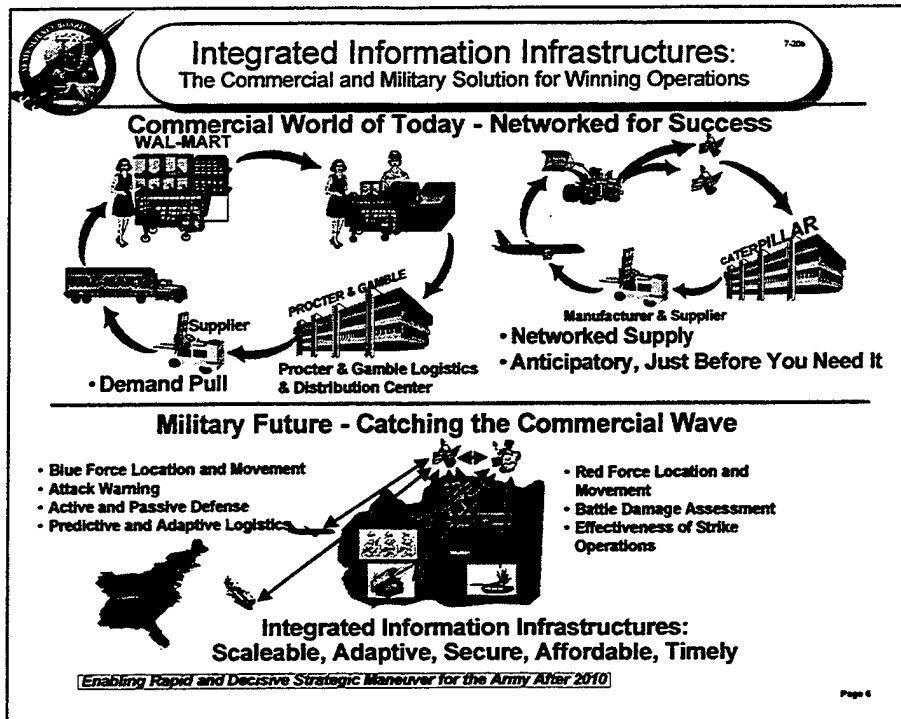 Integrated Information Infrastructures:
The Commercial and Military Solution for Winning Operations
Commercial World of Today - Networked for Success
WAL-MART
PROCTER & GAMBLE
Supplier
Procter & Gamble Logistics
& Distribution Center
• Demand Pull
CATERPILLAR
Manufacturer & Supplier
• Networked Supply
• Anticipatory, Just Before You Need It
Military Future - Catching the Commercial Wave
• Blue Force Location and Movement
• Attack Warning
• Active and Passive Defense
• Predictive and Adaptive Logistics
• Red Force Location and
Movement
• Battle Damage Assessment
• Effectiveness of Strike
Operations
Integrated Information Infrastructures:
Scaleable, Adaptive, Secure, Affordable, Timely
Enabling Rapid and Decisive Strategic Maneuver for the Army After 2010
Page 6